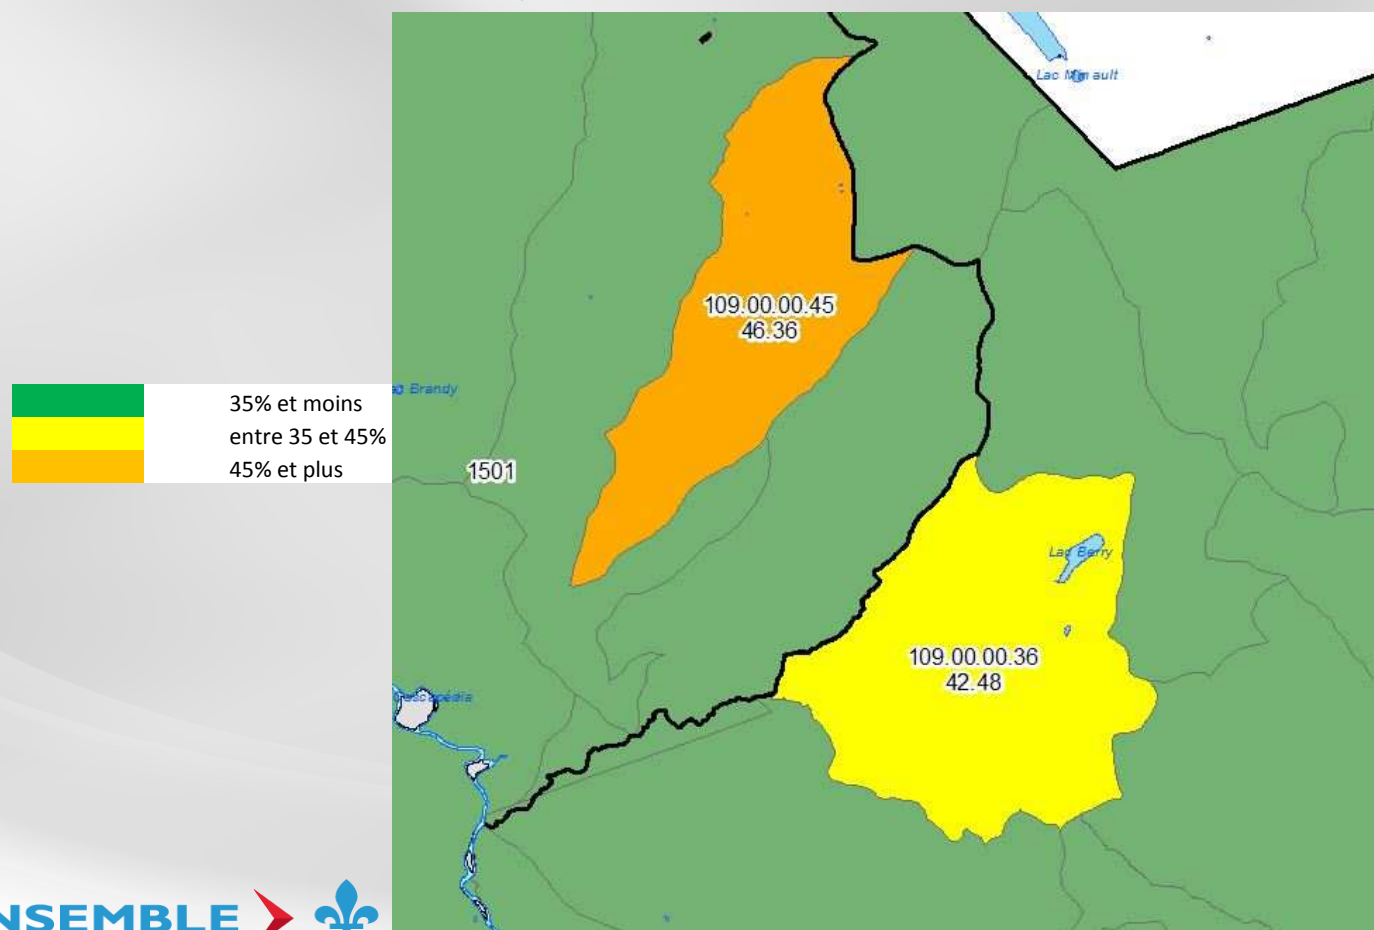 35% et moins
entre 35 et 45%
45% et plus
Lac Brandy
1501
109.00.00.45
46.36
Lac Berry
109.00.00.36
42.48
Cascapédia
NSEMBLE